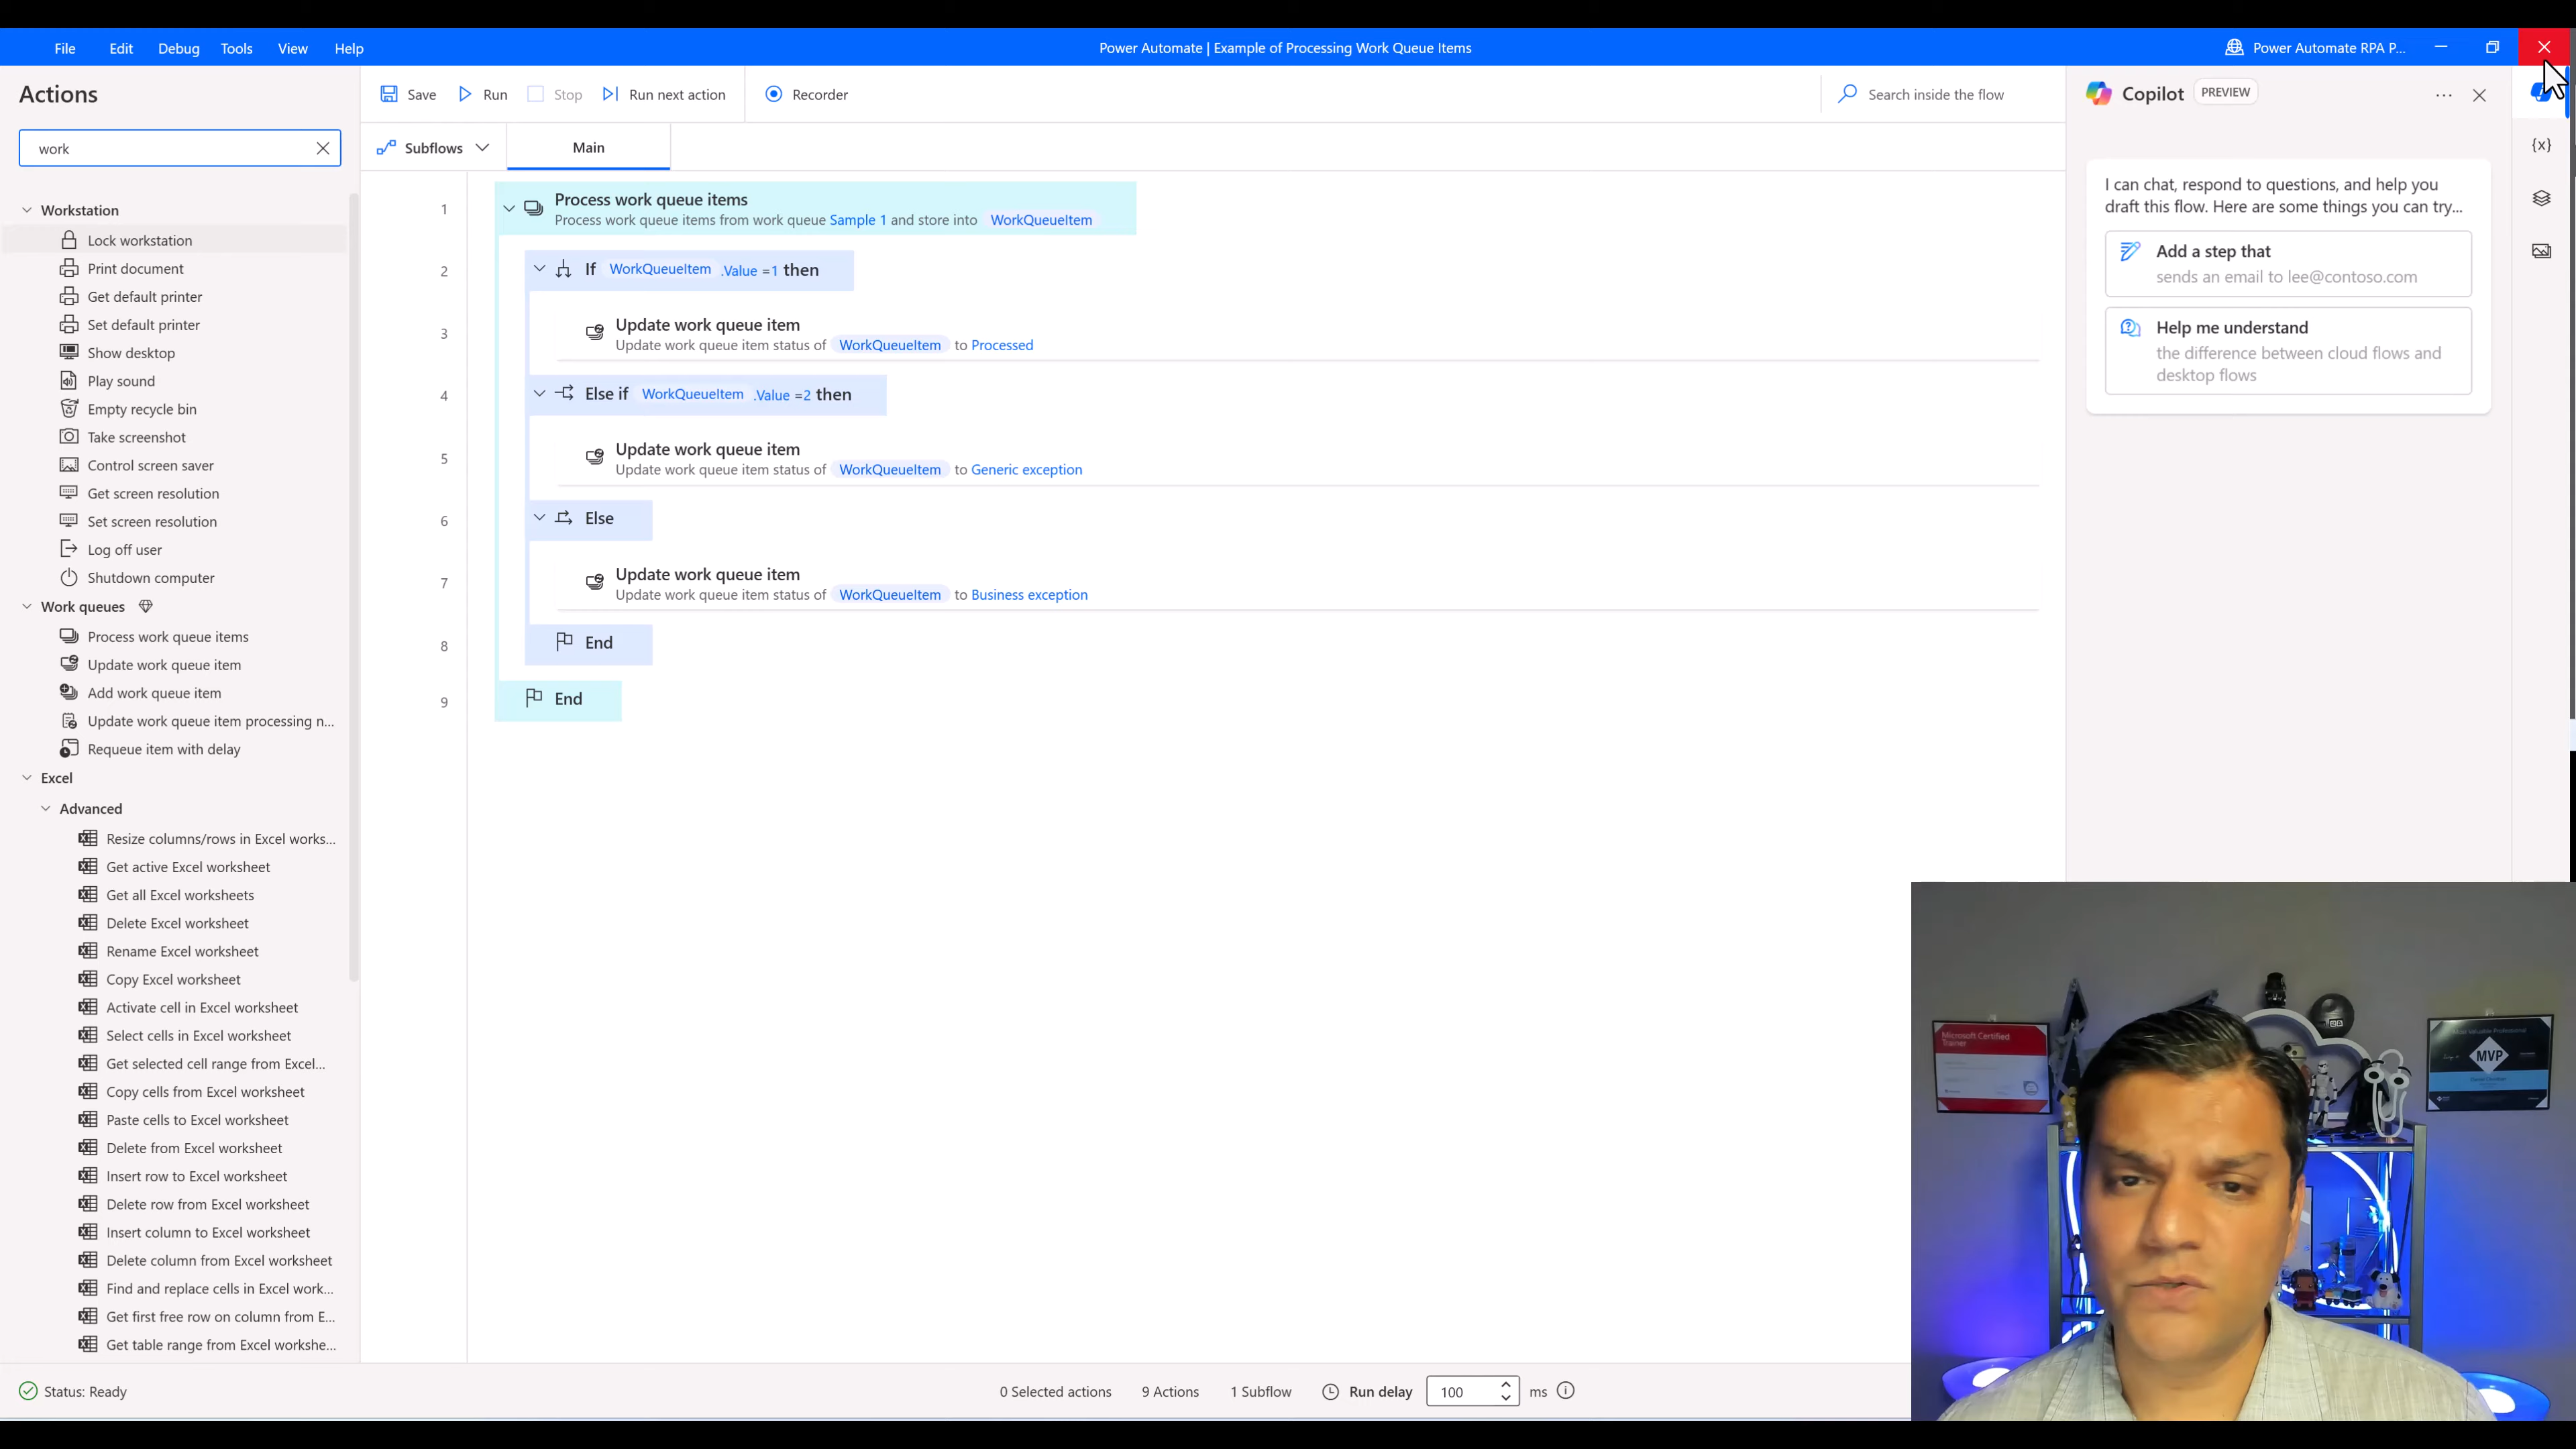 File Edit Debug Tools View Help
Power Automate | Example of Processing Work Queue Items
Power Automate RPA P...
Actions
work
Workstation
Lock workstation
Print document
Get default printer
Set default printer
Show desktop
Play sound
Empty recycle bin
Take screenshot
Control screen saver
Get screen resolution
Set screen resolution
Log off user
Shutdown computer
Work queues
Process work queue items
Update work queue item
Add work queue item
Update work queue item processing n...
Requeue item with delay
Excel
Advanced
Resize columns/rows in Excel works...
Get active Excel worksheet
Get all Excel worksheets
Delete Excel worksheet
Rename Excel worksheet
Copy Excel worksheet
Activate cell in Excel worksheet
Select cells in Excel worksheet
Get selected cell range from Excel...
Copy cells from Excel worksheet
Paste cells to Excel worksheet
Delete from Excel worksheet
Insert row to Excel worksheet
Delete row from Excel worksheet
Insert column to Excel worksheet
Delete column from Excel worksheet
Find and replace cells in Excel work...
Get first free row on column from E...
Get table range from Excel workshe...
Save Run Stop Run next action Recorder
Search inside the flow
Subflows Main
1 Process work queue items
Process work queue items from work queue Sample 1 and store into WorkQueueItem
2 If WorkQueueItem .Value =1 then
3 Update work queue item
Update work queue item status of WorkQueueItem to Processed
4 Else if WorkQueueItem .Value =2 then
5 Update work queue item
Update work queue item status of WorkQueueItem to Generic exception
6 Else
7 Update work queue item
Update work queue item status of WorkQueueItem to Business exception
8 End
9 End
Copilot PREVIEW ...
{x}
I can chat, respond to questions, and help you
draft this flow. Here are some things you can try...
Add a step that
sends an email to lee@contoso.com
Help me understand
the difference between cloud flows and
desktop flows
Microsoft Certified
Trainer
MVP
Status: Ready
0 Selected actions 9 Actions 1 Subflow Run delay 100 ms